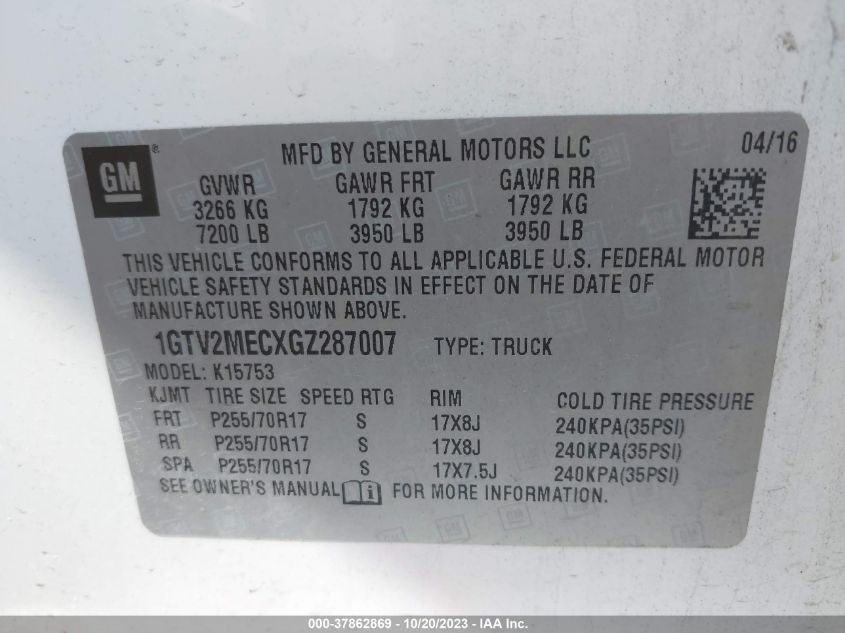 GM ® MFD BY GENERAL MOTORS LLC 04/16
GVWR GAWR FRT GAWR RR
3266 KG 1792 KG 1792 KG
7200 LB 3950 LB 3950 LB
THIS VEHICLE CONFORMS TO ALL APPLICABLE U.S. FEDERAL MOTOR
VEHICLE SAFETY STANDARDS IN EFFECT ON THE DATE OF
MANUFACTURE SHOWN ABOVE.
1GTV2MECXGZ287007 TYPE: TRUCK
MODEL: K15753
KJMT TIRE SIZE SPEED RTG RIM COLD TIRE PRESSURE
FRT P255/70R17 S 17X8J 240KPA(35PSI)
RR P255/70R17 S 17X8J 240KPA(35PSI)
SPA P255/70R17 S 17X7.5J 240KPA(35PSI)
SEE OWNER'S MANUAL i FOR MORE INFORMATION.
000-37862869 - 10/20/2023 - IAA Inc.